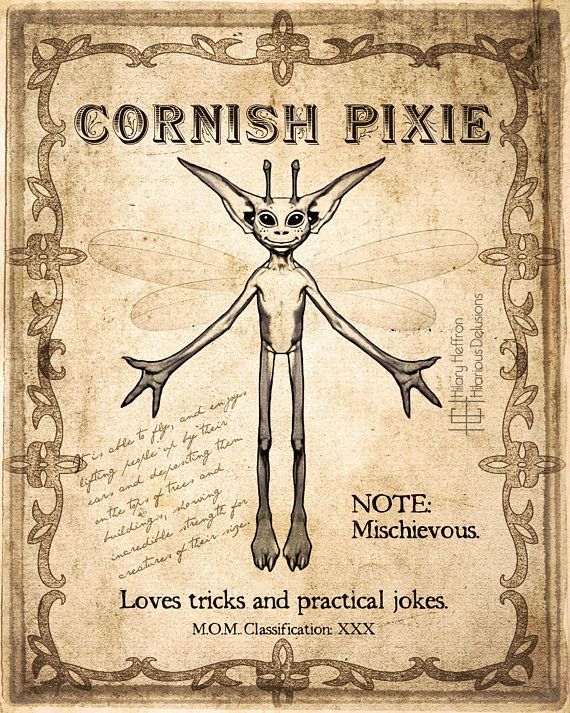 CORNISH PIXIE
Hilary Heffron
Hilarious Delusions
It is able to fly, and enjoys
lifting people up by their
ears and depositing them
on the tops of trees and
buildings, showing
incredible strength for
creatures of their size.
NOTE:
Mischievous.
Loves tricks and practical jokes.
M.O.M. Classification: XXX